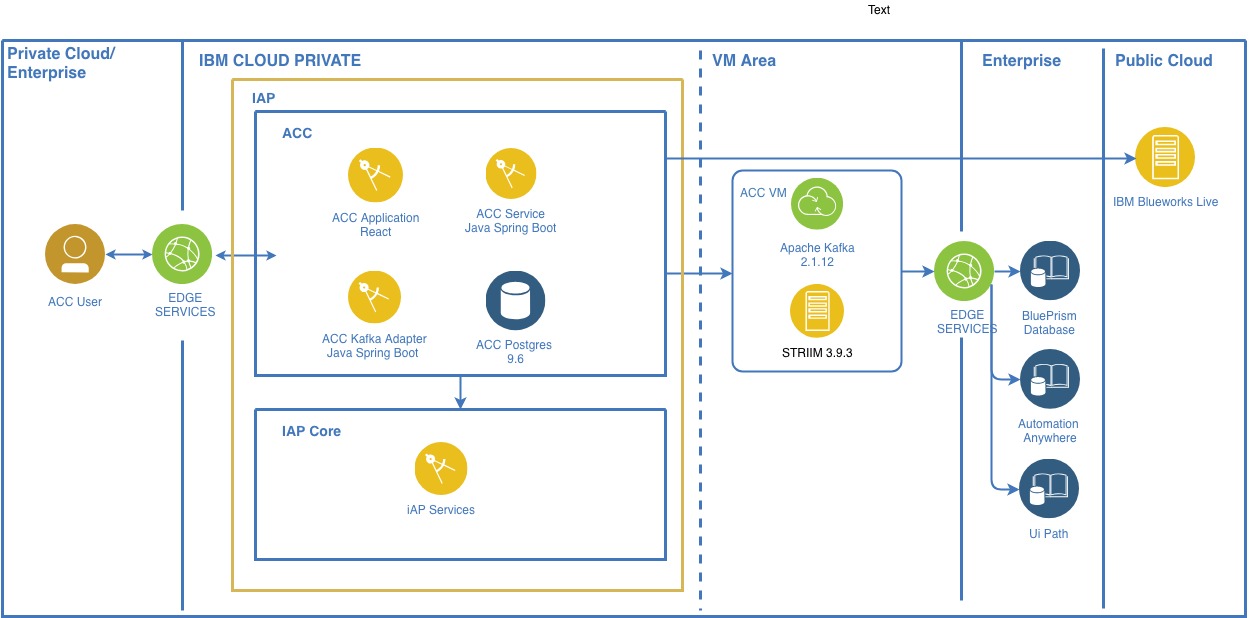 Text
Private Cloud/
Enterprise
IBM CLOUD PRIVATE
VM Area
Enterprise
Public Cloud
IAP
ACC
ACC Application
React
ACC Service
Java Spring Boot
ACC Kafka Adapter
Java Spring Boot
ACC Postgres
9.6
IAP Core
iAP Services
ACC User
EDGE
SERVICES
ACC VM
Apache Kafka
2.1.12
STRIIM 3.9.3
EDGE
SERVICES
BluePrism
Database
Automation
Anywhere
Ui Path
IBM Blueworks Live